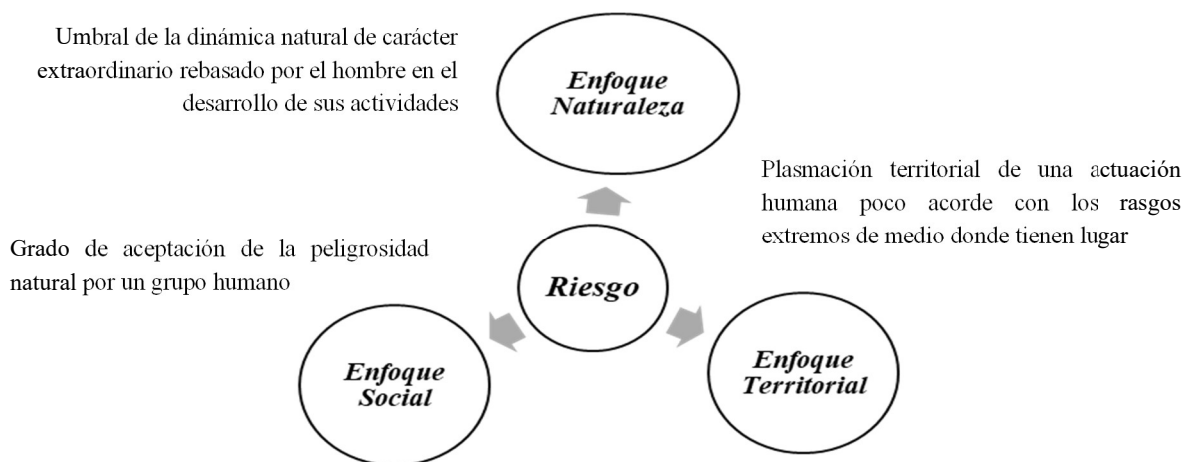 Umbral de la dinámica natural de carácter
extraordinario rebasado por el hombre en el
desarrollo de sus actividades
Enfoque
Naturaleza
Plasmación territorial de una actuación
humana poco acorde con los rasgos
extremos de medio donde tienen lugar
Grado de aceptación de la peligrosidad
natural por un grupo humano
Riesgo
Enfoque
Social
Enfoque
Territorial